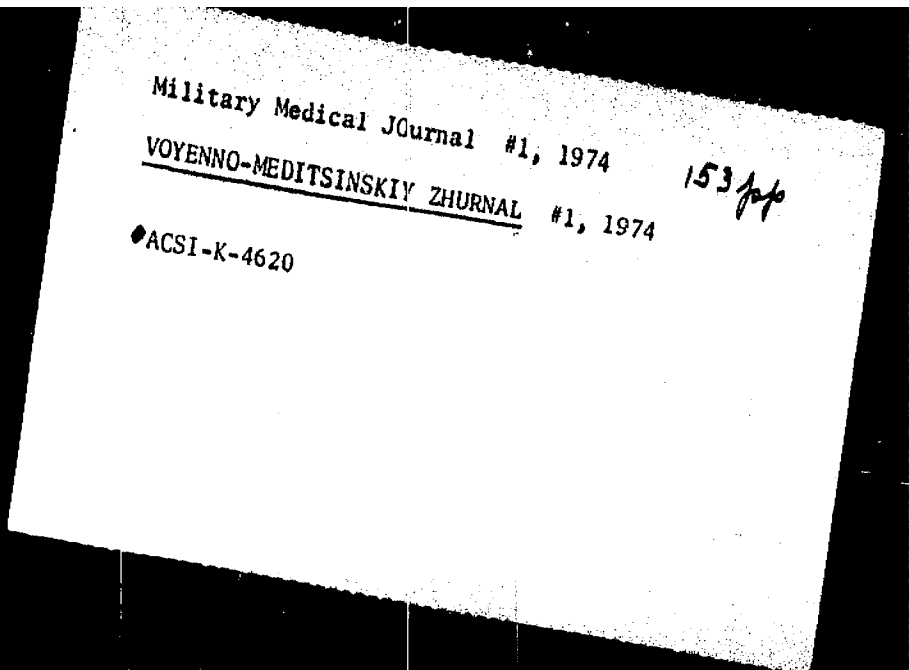 Military Medical JOurnal #1, 1974
153 pp
VOYENNO-MEDITSINSKIY ZHURNAL #1, 1974
ACSI-K-4620